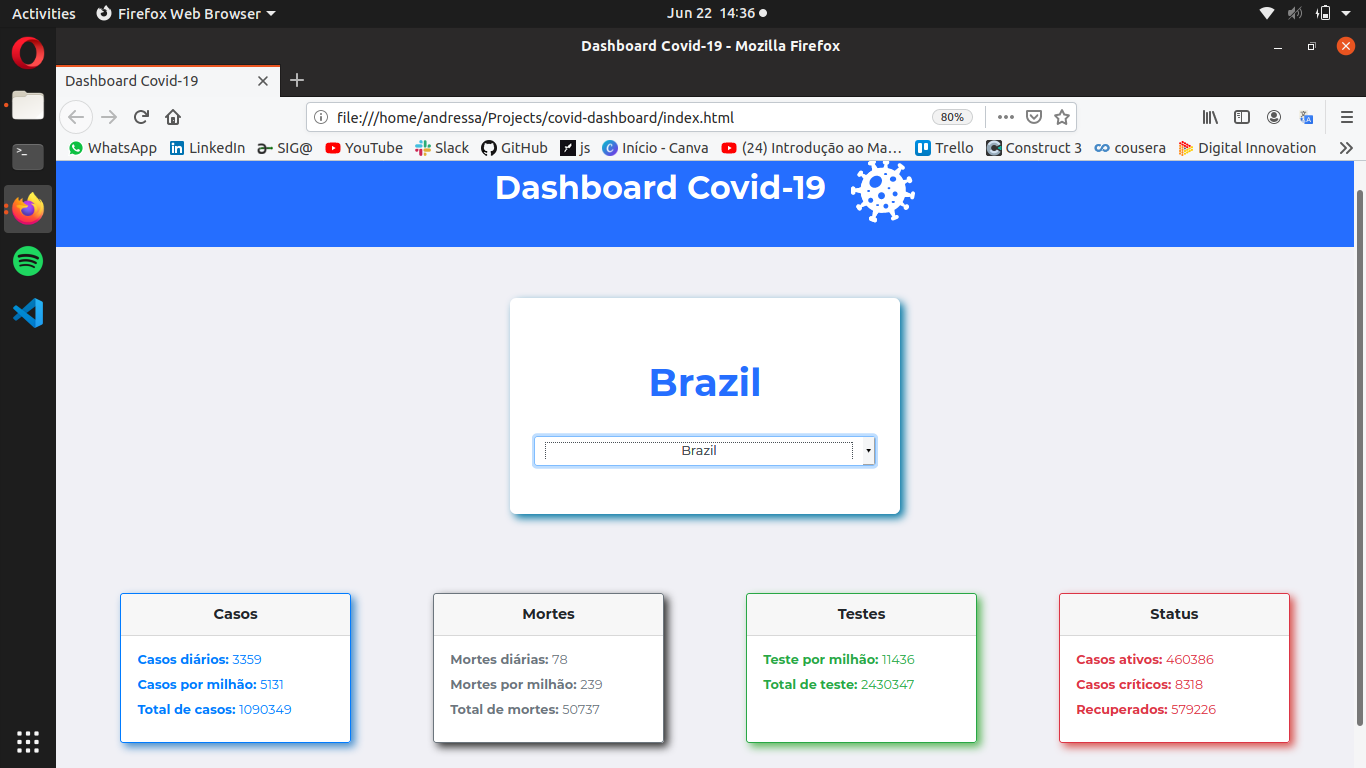 Activities Firefox Web Browser Jun 22 14:36
Dashboard Covid-19 - Mozilla Firefox
Dashboard Covid-19
file:///home/andressa/Projects/covid-dashboard/index.html 80%
WhatsApp LinkedIn SIG@ YouTube Slack GitHub js Início - Canva (24) Introdução ao Ma... Trello Construct 3 cousera Digital Innovation
Dashboard Covid-19
Brazil
Brazil
Casos
Casos diários: 3359
Casos por milhão: 5131
Total de casos: 1090349
Mortes
Mortes diárias: 78
Mortes por milhão: 239
Total de mortes: 50737
Testes
Teste por milhão: 11436
Total de teste: 2430347
Status
Casos ativos: 460386
Casos críticos: 8318
Recuperados: 579226